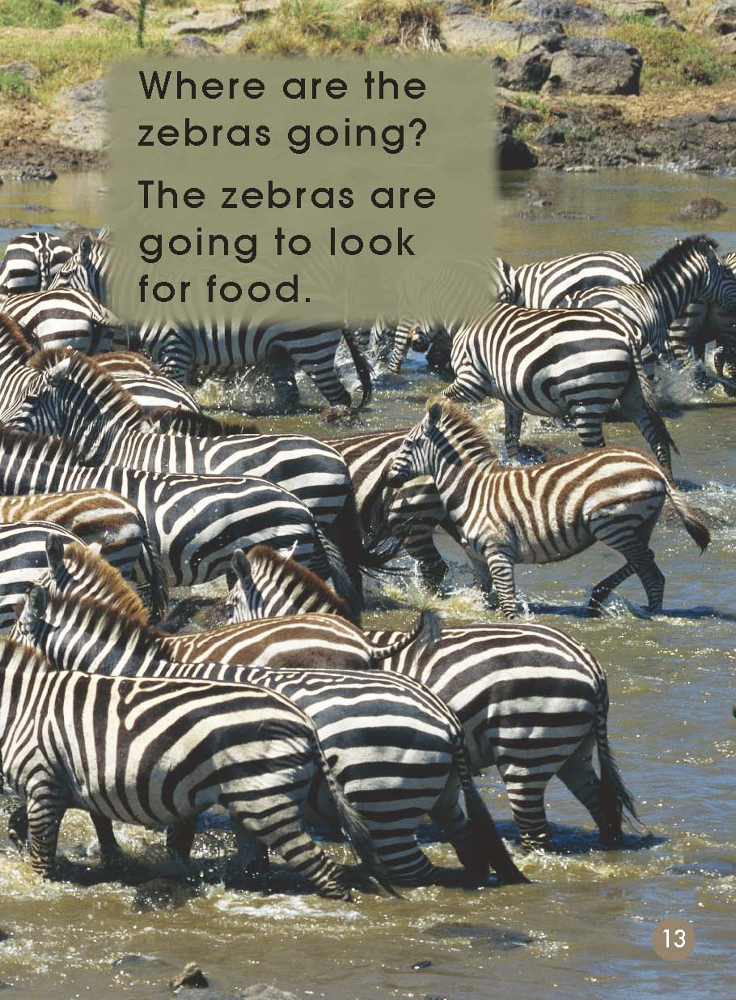 Where are the
zebras going?
The zebras are
going to look
for food.
13